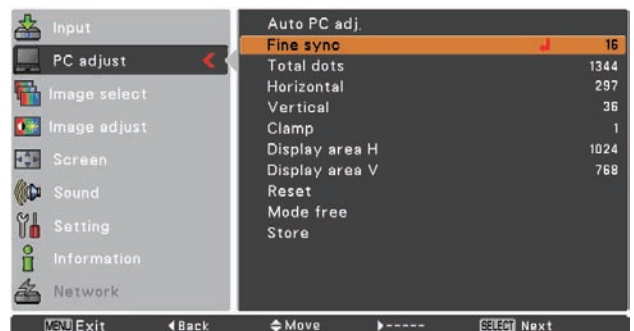 Input
PC adjust
Image select
Image adjust
Screen
Sound
Setting
Information
Network
Auto PC adj.
Fine sync 16
Total dots 1344
Horizontal 297
Vertical 36
Clamp 1
Display area H 1024
Display area V 768
Reset
Mode free
Store
MENU Exit ◀Back ◆Move ▶----- SELECT Next